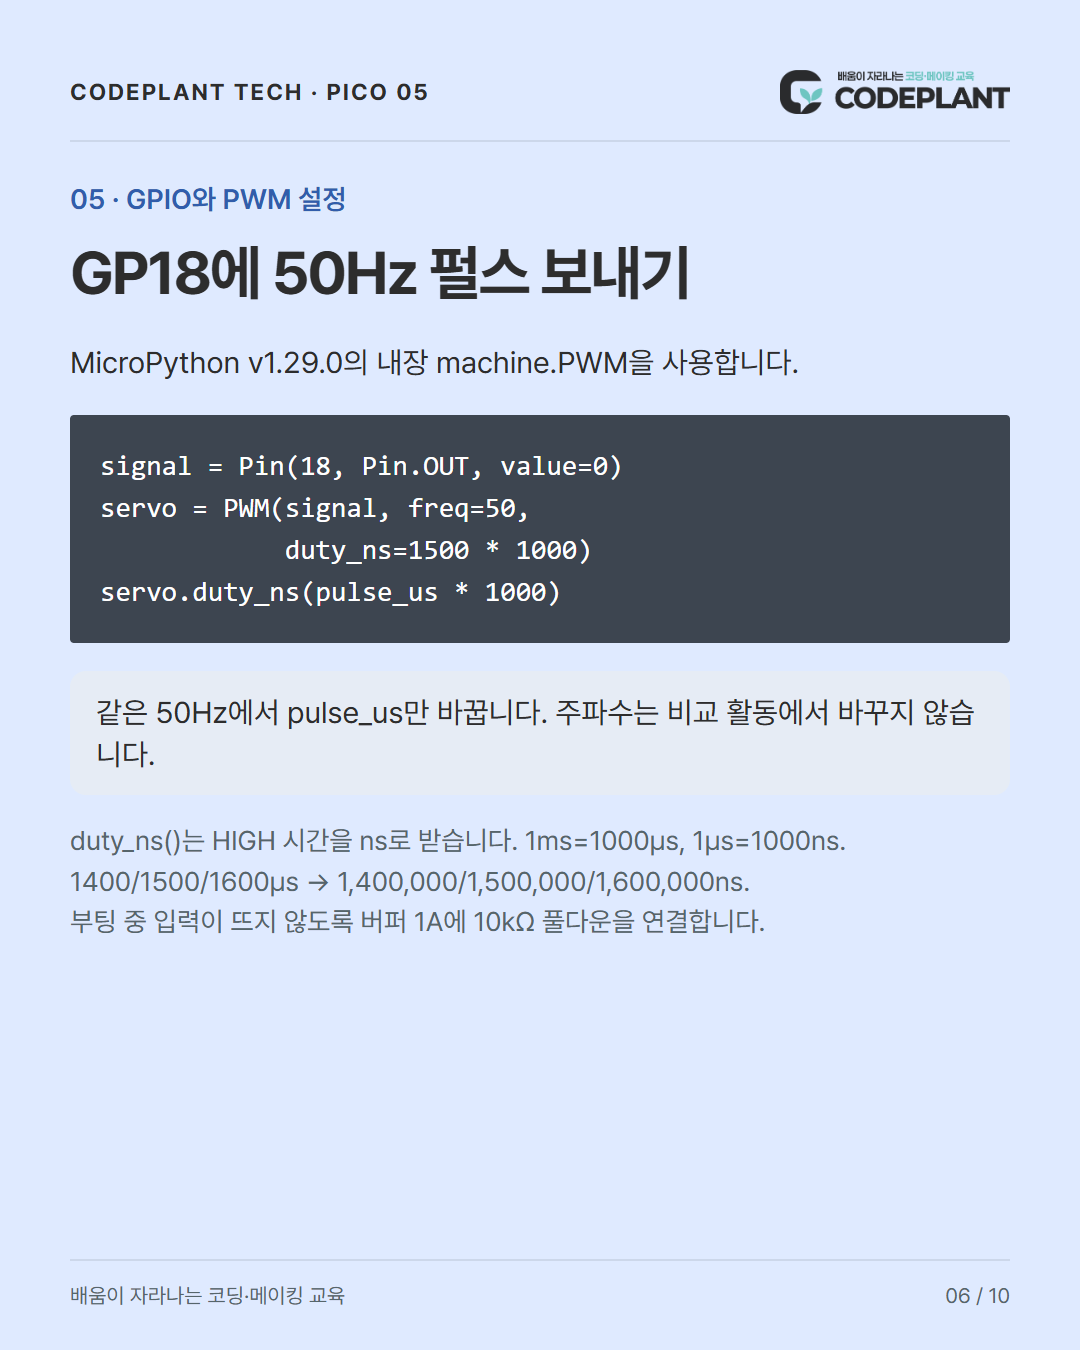 CODEPLANT TECH · PICO 05
배움이 자라나는 코딩·메이킹 교육
CODEPLANT
05 · GPIO와 PWM 설정
GP18에 50Hz 펄스 보내기
MicroPython v1.29.0의 내장 machine.PWM을 사용합니다.
signal = Pin(18, Pin.OUT, value=0)
servo = PWM(signal, freq=50,
            duty_ns=1500 * 1000)
servo.duty_ns(pulse_us * 1000)
같은 50Hz에서 pulse_us만 바꿉니다. 주파수는 비교 활동에서 바꾸지 않습
니다.
duty_ns()는 HIGH 시간을 ns로 받습니다. 1ms=1000µs, 1µs=1000ns.
1400/1500/1600µs → 1,400,000/1,500,000/1,600,000ns.
부팅 중 입력이 뜨지 않도록 버퍼 1A에 10kΩ 풀다운을 연결합니다.
배움이 자라나는 코딩·메이킹 교육
06 / 10